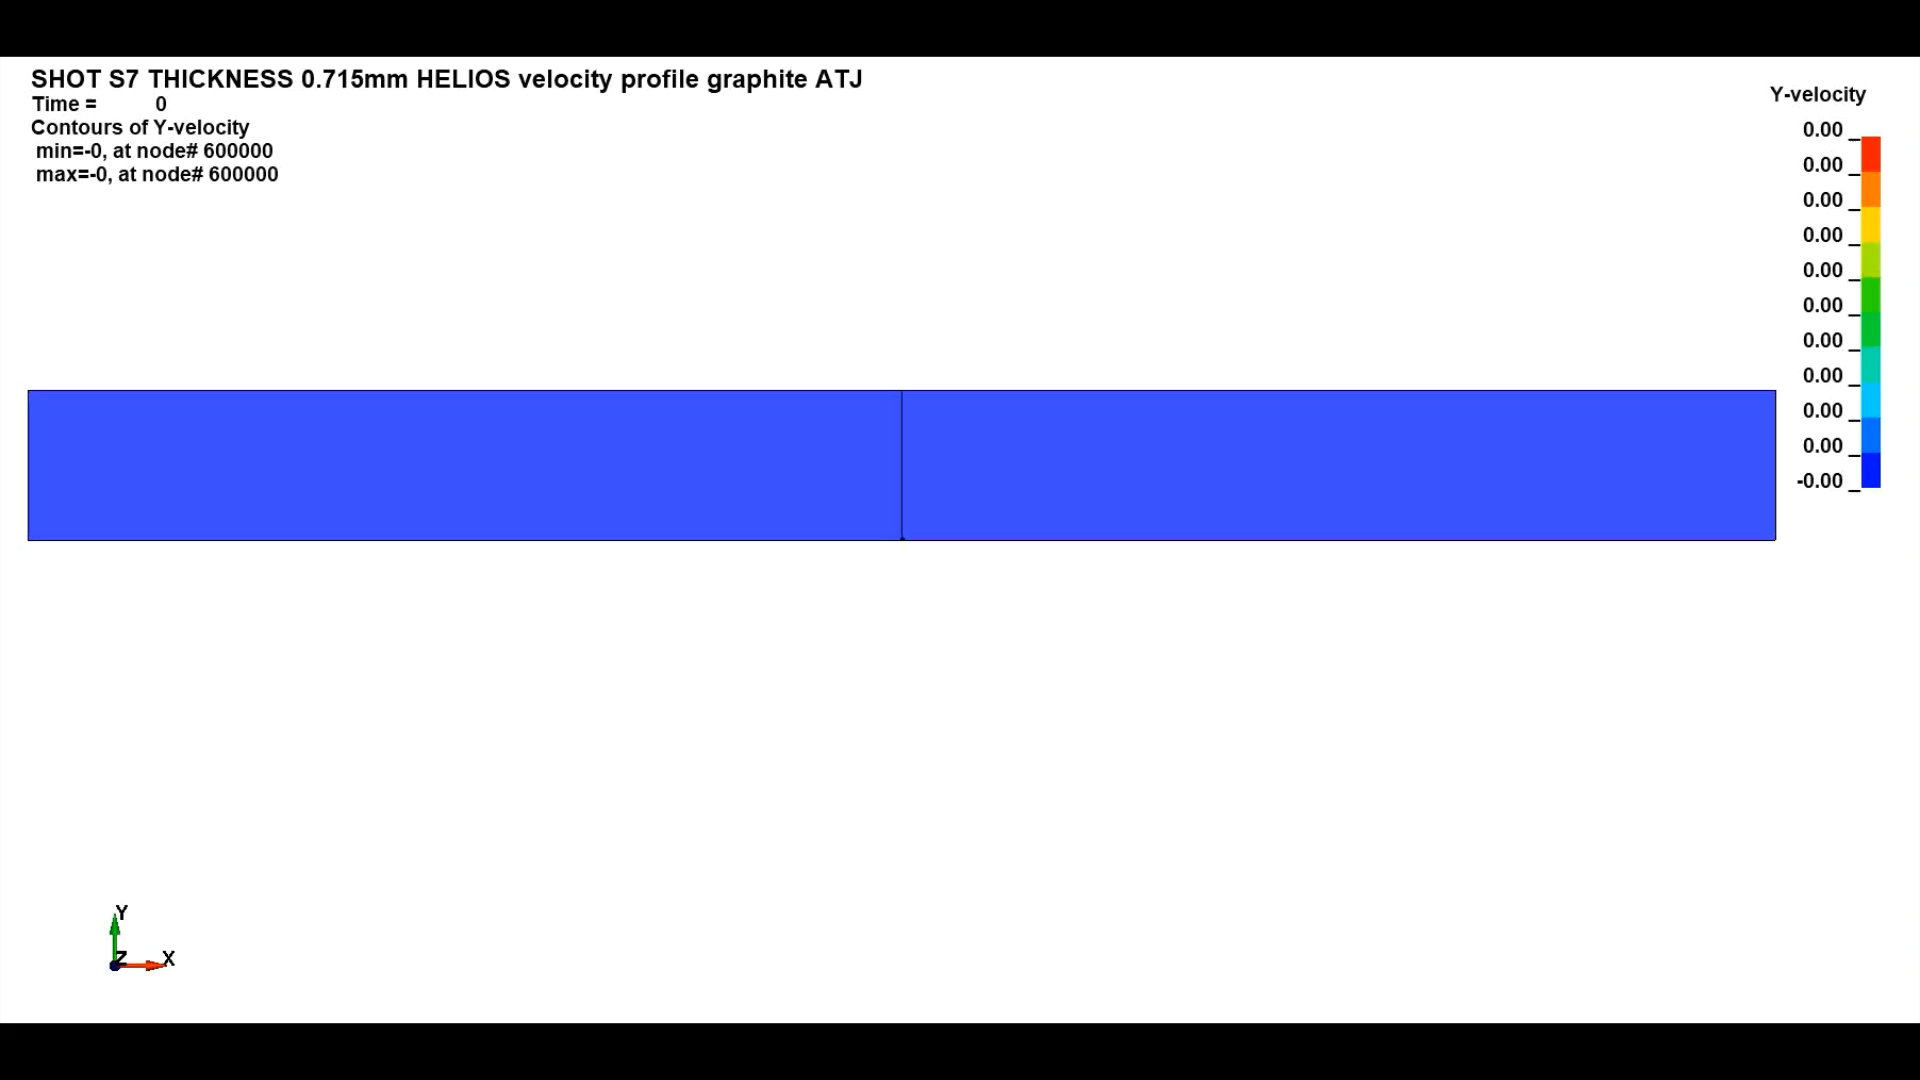 SHOT S7 THICKNESS 0.715mm HELIOS velocity profile graphite ATJ
Time = 0
Contours of Y-velocity
min=-0, at node# 600000
max=-0, at node# 600000
Y-velocity
0.00
0.00
0.00
0.00
0.00
0.00
0.00
0.00
0.00
0.00
-0.00
Y
Z
X